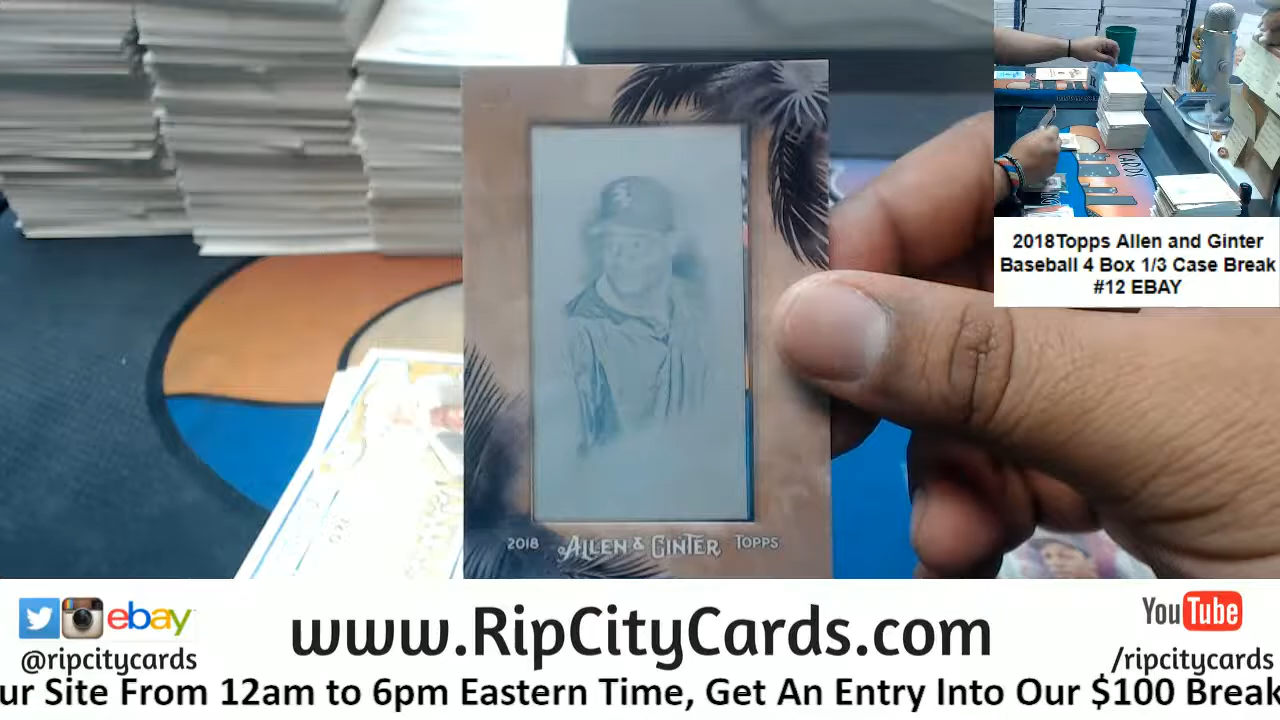 2018Topps Allen and Ginter
Baseball 4 Box 1/3 Case Break
#12 EBAY
2018 ALLEN & GINTER TOPPS
ebay
www.RipCityCards.com
YouTube
@ripcitycards
/ripcitycards
ur Site From 12am to 6pm Eastern Time, Get An Entry Into Our $100 Break